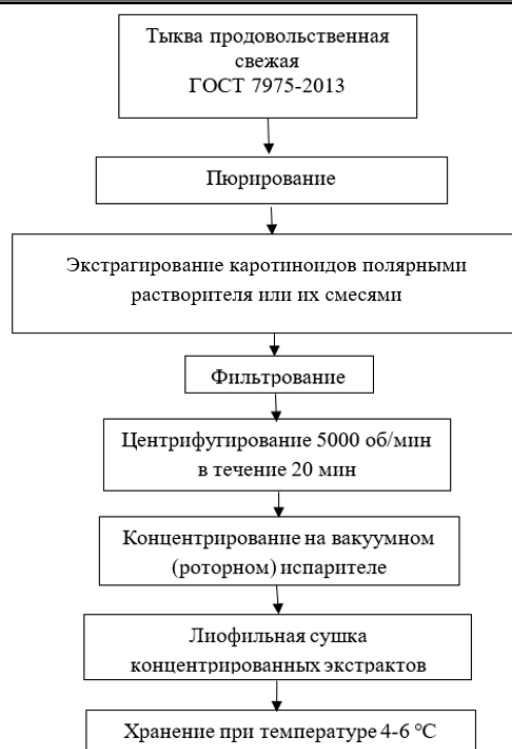 Тыква продовольственная
свежая
ГОСТ 7975-2013
Пюрирование
Экстрагирование каротиноидов полярными
растворителя или их смесями
Фильтрование
Центрифугирование 5000 об/мин
в течение 20 мин
Концентрирование на вакуумном
(роторном) испарителе
Лиофильная сушка
концентрированных экстрактов
Хранение при температуре 4-6 °С